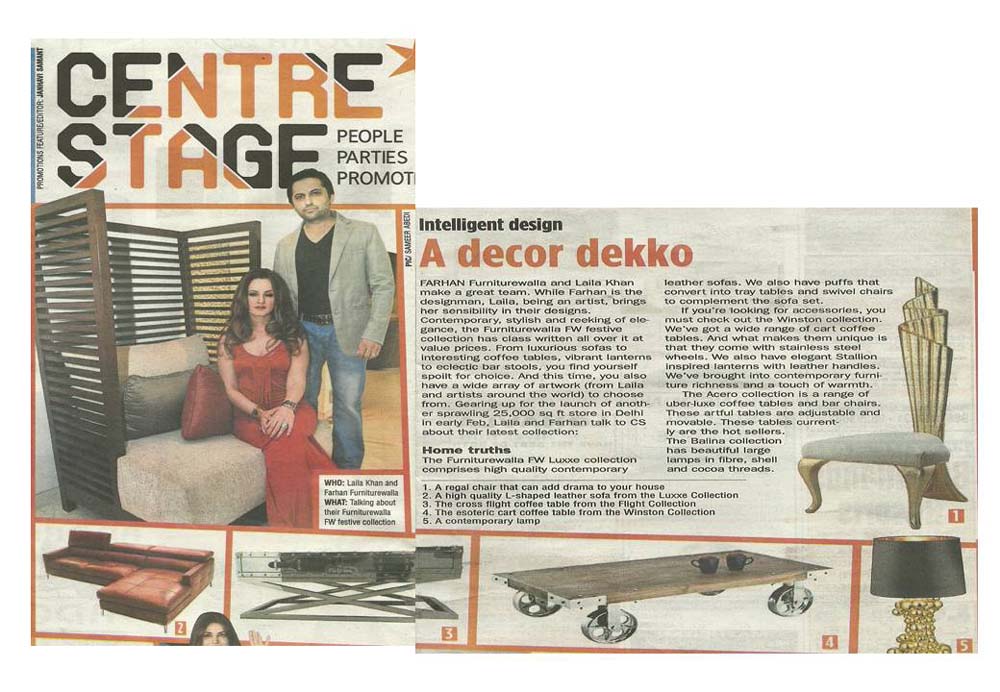 PROMOTIONS FEATURE/EDITOR: JANHAVI SAMANT
CENTRE
STAGE
PEOPLE
PARTIES
PROMOTI
PIC/ SAMEER ABEDI
WHO: Laila Khan and
Farhan Furniturewalla
WHAT: Talking about
their Furniturewalla
FW festive collection
Intelligent design
A decor dekko
FARHAN Furniturewalla and Laila Khan
make a great team. While Farhan is the
designman, Laila, being an artist, brings
her sensibility in their designs.
Contemporary, stylish and reeking of ele-
gance, the Furniturewalla FW festive
collection has class written all over it at
value prices. From luxurious sofas to
interesting coffee tables, vibrant lanterns
to eclectic bar stools, you find yourself
spoilt for choice. And this time, you also
have a wide array of artwork (from Laila
and artists around the world) to choose
from. Gearing up for the launch of anoth-
er sprawling 25,000 sq ft store in Delhi
in early Feb, Laila and Farhan talk to CS
about their latest collection:
Home truths
The Furniturewalla FW Luxxe collection
comprises high quality contemporary
leather sofas. We also have puffs that
convert into tray tables and swivel chairs
to complement the sofa set.
If you're looking for accessories, you
must check out the Winston collection.
We've got a wide range of cart coffee
tables. And what makes them unique is
that they come with stainless steel
wheels. We also have elegant Stallion
inspired lanterns with leather handles.
We've brought into contemporary furni-
ture richness and a touch of warmth.
The Acero collection is a range of
uber-luxe coffee tables and bar chairs.
These artful tables are adjustable and
movable. These tables current-
ly are the hot sellers.
The Balina collection
has beautiful large
lamps in fibre, shell
and cocoa threads.
1. A regal chair that can add drama to your house
2. A high quality L-shaped leather sofa from the Luxxe Collection
3. The cross flight coffee table from the Flight Collection
4. The esoteric cart coffee table from the Winston Collection
5. A contemporary lamp
1
2
3
4
5